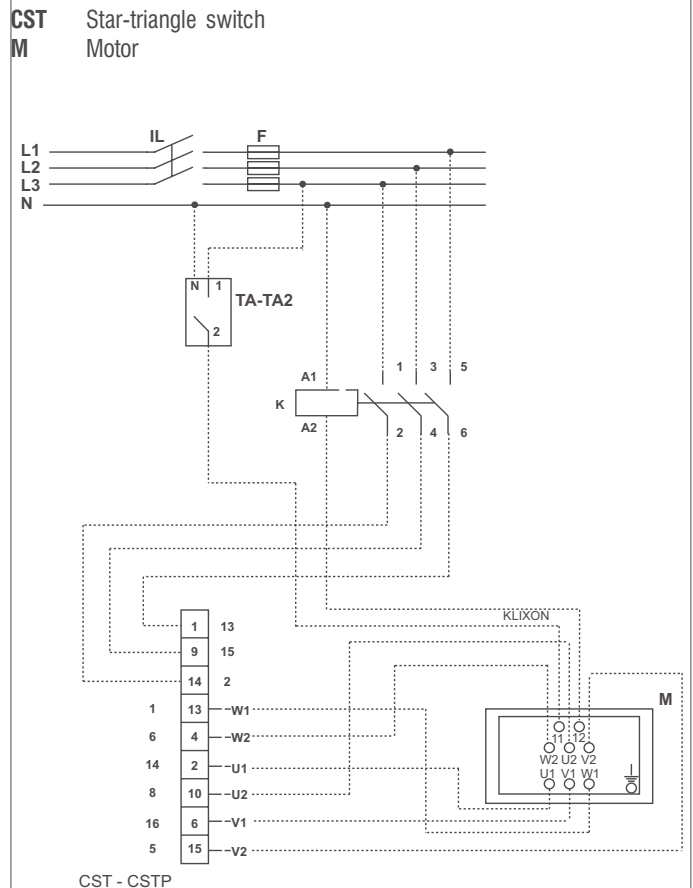 CST Star-triangle switch
M Motor
IL F
L1
L2
L3
N
N 1
TA-TA2
2
1 3 5
A1
K
A2
2 4 6
KLIXON
1 13
9 15
14 2
M
1 13 W1
11 12
6 4 W2
W2 U2 V2
14 2 U1
U1 V1 W1
8 10 U2
16 6 V1
5 15 V2
CST - CSTP